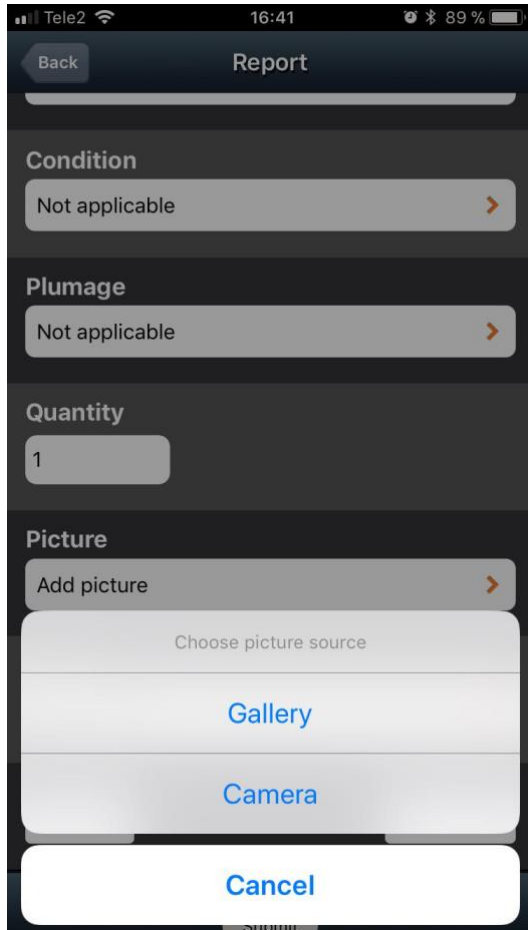 Tele2 16:41 89 %
Back Report
Condition
Not applicable
Plumage
Not applicable
Quantity
1
Picture
Add picture
Choose picture source
Gallery
Camera
Cancel
Submit